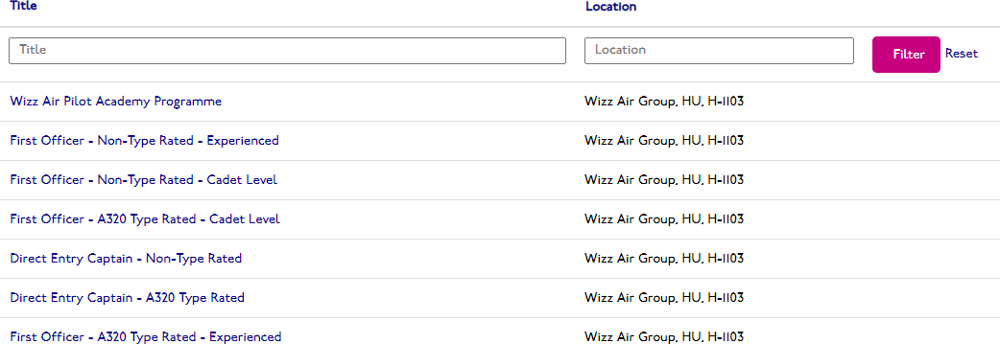 Title Location
Title Location Filter Reset
Wizz Air Pilot Academy Programme Wizz Air Group, HU, H-1103
First Officer - Non-Type Rated - Experienced Wizz Air Group, HU, H-1103
First Officer - Non-Type Rated - Cadet Level Wizz Air Group, HU, H-1103
First Officer - A320 Type Rated - Cadet Level Wizz Air Group, HU, H-1103
Direct Entry Captain - Non-Type Rated Wizz Air Group, HU, H-1103
Direct Entry Captain - A320 Type Rated Wizz Air Group, HU, H-1103
First Officer - A320 Type Rated - Experienced Wizz Air Group, HU, H-1103